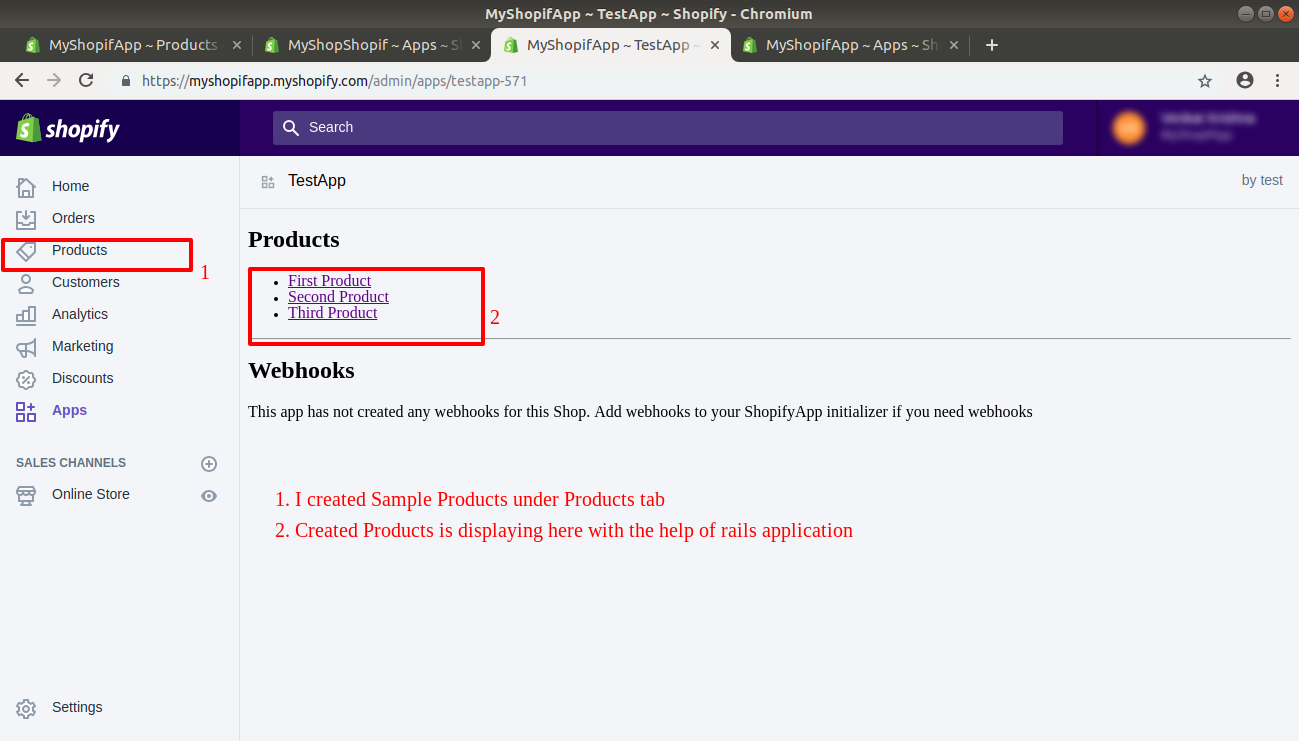 MyShopifApp ~ TestApp ~ Shopify - Chromium
MyShopifApp ~ Products
MyShopShopif ~ Apps ~ S
MyShopifApp ~ TestApp ~
MyShopifApp ~ Apps ~ Sh
https://myshopifapp.myshopify.com/admin/apps/testapp-571
shopify
Search
Home
Orders
Products
1
Customers
Analytics
Marketing
Discounts
Apps
SALES CHANNELS
Online Store
Settings
TestApp
by test
Products
First Product
Second Product
Third Product
2
Webhooks
This app has not created any webhooks for this Shop. Add webhooks to your ShopifyApp initializer if you need webhooks
1. I created Sample Products under Products tab
2. Created Products is displaying here with the help of rails application